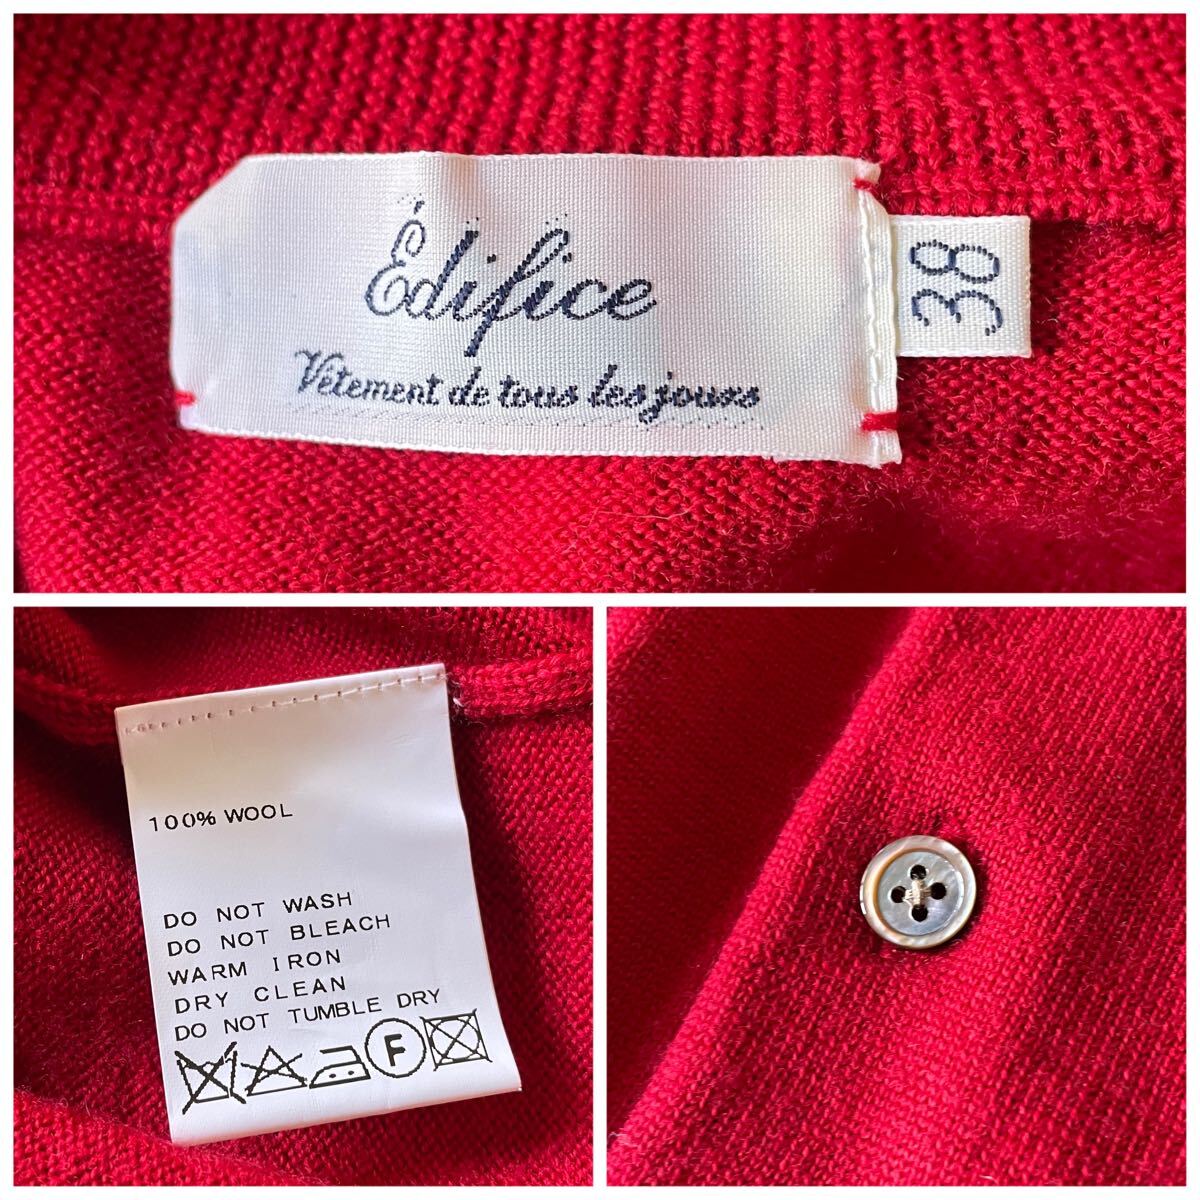 Édifice
Vêtement de tous les jours
38
100% WOOL
DO NOT WASH
DO NOT BLEACH
WARM IRON
DRY CLEAN
DO NOT TUMBLE DRY
F